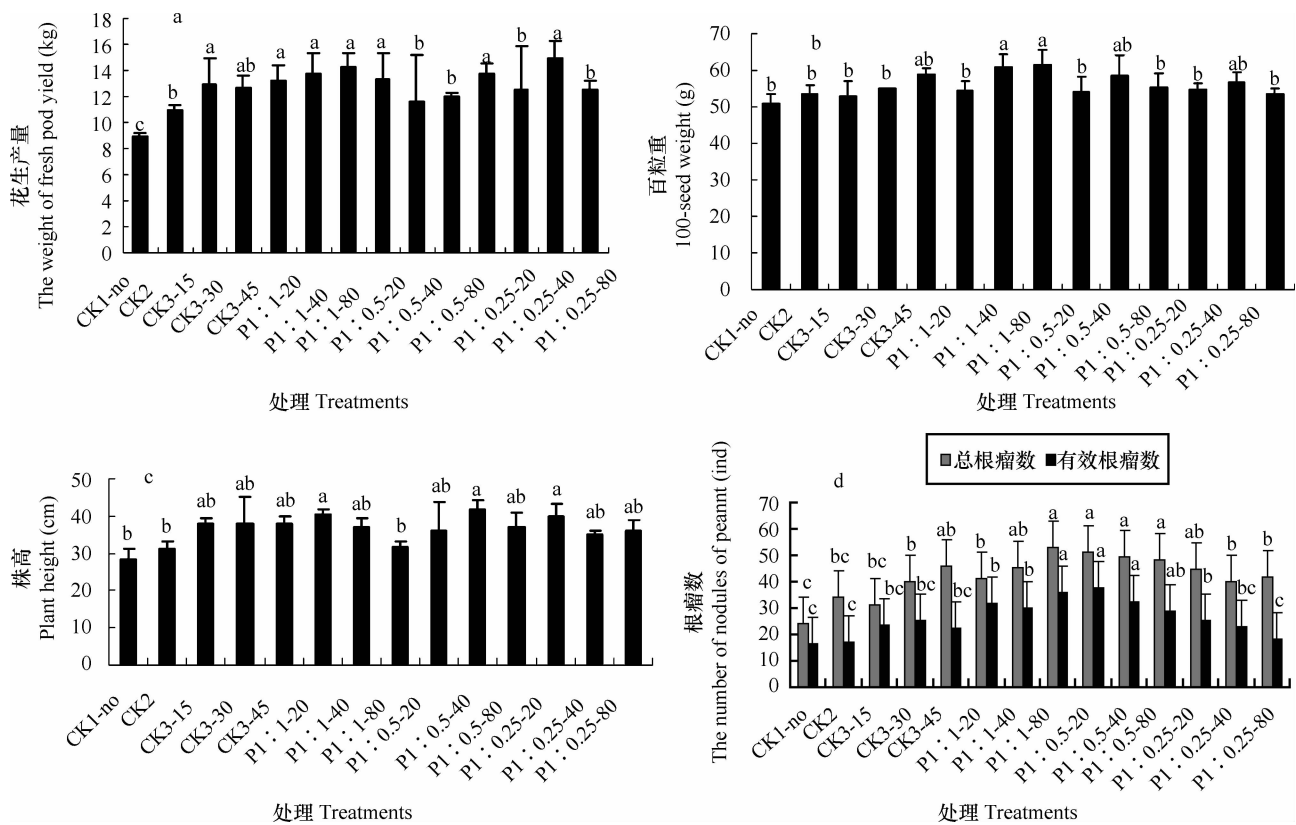 a
花生产量
The weight of fresh pod yield (kg)
18
16
14
12
10
8
6
4
2
0
c b a ab a a a a b b a b a b
CK1-no
CK2
CK3-15
CK3-30
CK3-45
P1：1-20
P1：1-40
P1：1-80
P1：0.5-20
P1：0.5-40
P1：0.5-80
P1：0.25-20
P1：0.25-40
P1：0.25-80
处理 Treatments
b
百粒重
100-seed weight (g)
70
60
50
40
30
20
10
0
b b b b ab b a a b ab b b ab b
CK1-no
CK2
CK3-15
CK3-30
CK3-45
P1：1-20
P1：1-40
P1：1-80
P1：0.5-20
P1：0.5-40
P1：0.5-80
P1：0.25-20
P1：0.25-40
P1：0.25-80
处理 Treatments
c
株高
Plant height (cm)
50
40
30
20
10
0
b b ab ab ab a ab b ab a ab a ab ab
CK1-no
CK2
CK3-15
CK3-30
CK3-45
P1：1-20
P1：1-40
P1：1-80
P1：0.5-20
P1：0.5-40
P1：0.5-80
P1：0.25-20
P1：0.25-40
P1：0.25-80
处理 Treatments
总根瘤数 有效根瘤数
d
根瘤数
The number of nodules of peannt (ind)
70
60
50
40
30
20
10
0
c bc bc b ab b ab a a a a ab b b
c c bc bc bc b b a a ab ab b bc c
CK1-no
CK2
CK3-15
CK3-30
CK3-45
P1：1-20
P1：1-40
P1：1-80
P1：0.5-20
P1：0.5-40
P1：0.5-80
P1：0.25-20
P1：0.25-40
P1：0.25-80
处理 Treatments